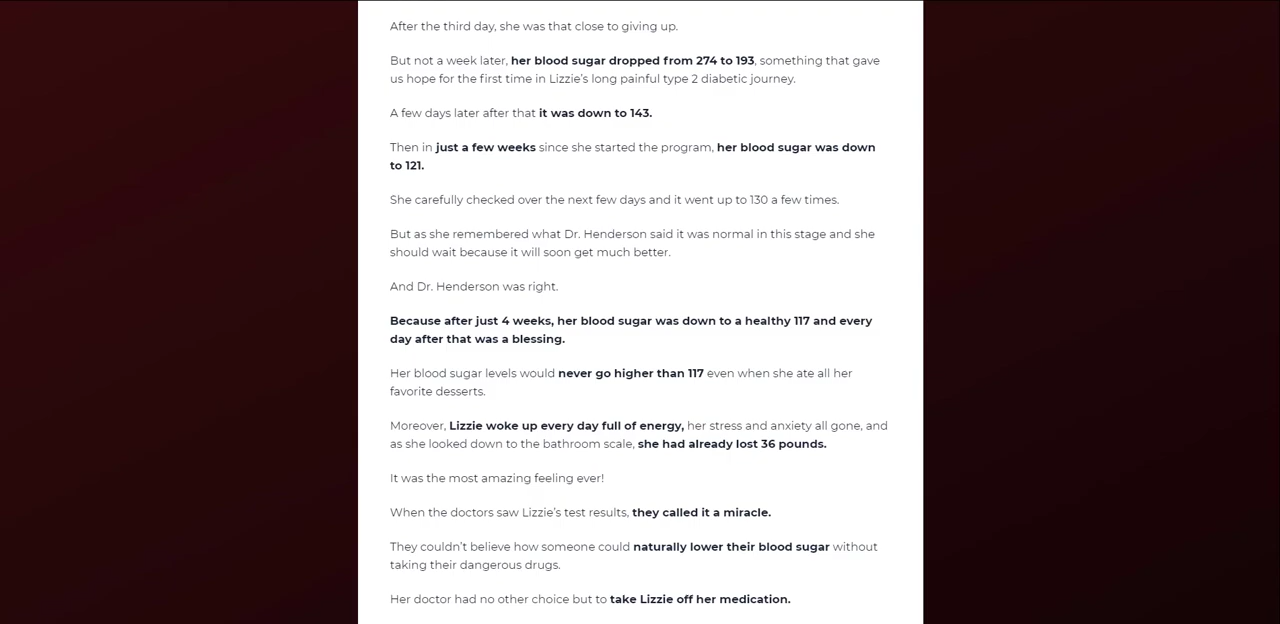 After the third day, she was that close to giving up.
But not a week later, her blood sugar dropped from 274 to 193, something that gave
us hope for the first time in Lizzie’s long painful type 2 diabetic journey.
A few days later after that it was down to 143.
Then in just a few weeks since she started the program, her blood sugar was down
to 121.
She carefully checked over the next few days and it went up to 130 a few times.
But as she remembered what Dr. Henderson said it was normal in this stage and she
should wait because it will soon get much better.
And Dr. Henderson was right.
Because after just 4 weeks, her blood sugar was down to a healthy 117 and every
day after that was a blessing.
Her blood sugar levels would never go higher than 117 even when she ate all her
favorite desserts.
Moreover, Lizzie woke up every day full of energy, her stress and anxiety all gone, and
as she looked down to the bathroom scale, she had already lost 36 pounds.
It was the most amazing feeling ever!
When the doctors saw Lizzie’s test results, they called it a miracle.
They couldn’t believe how someone could naturally lower their blood sugar without
taking their dangerous drugs.
Her doctor had no other choice but to take Lizzie off her medication.